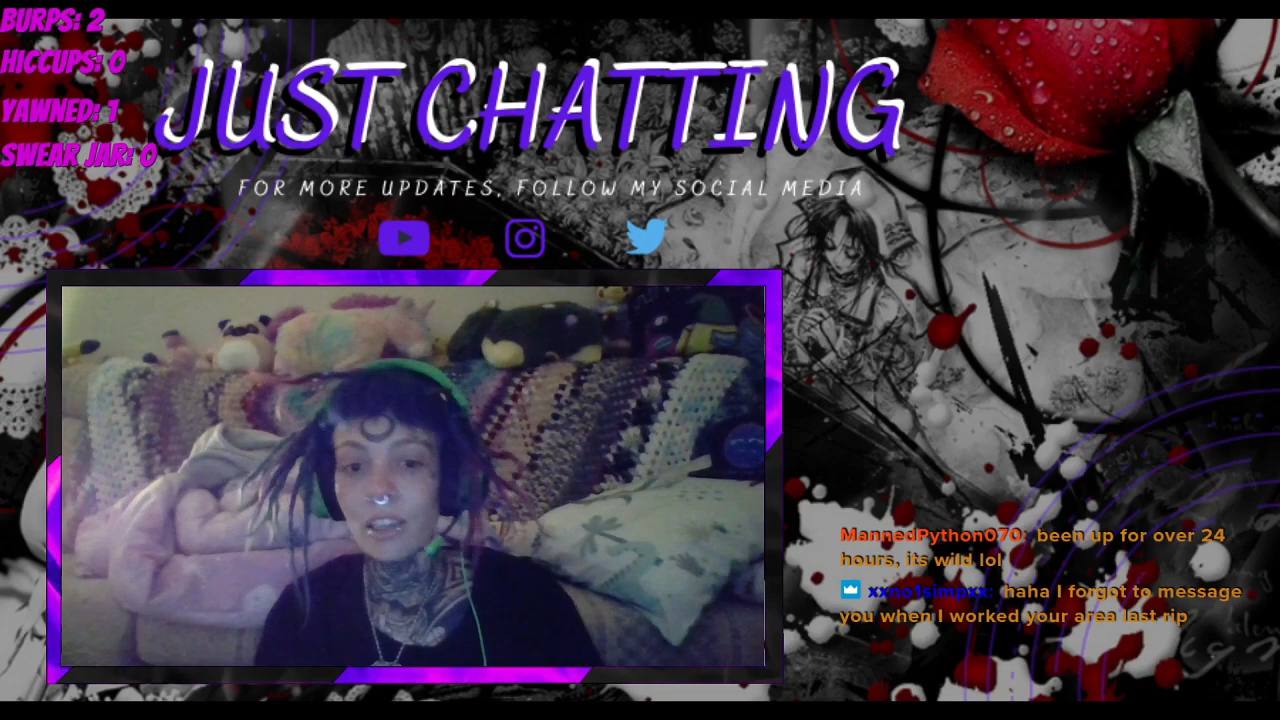 BURPS: 2
HICCUPS: 0
YAWNED: 1
SWEAR JAR: 0
JUST CHATTING
FOR MORE UPDATES, FOLLOW MY SOCIAL MEDIA
MannedPython070: been up for over 24
hours, its wild lol
xxno1simpxx: haha I forgot to message
you when I worked your area last rip